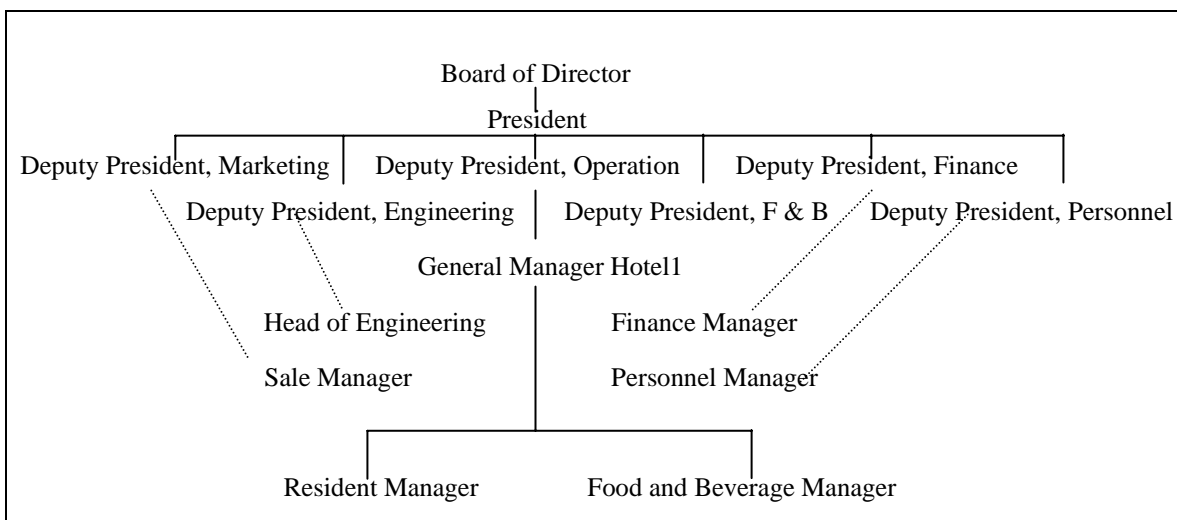 Board of Director
President
Deputy President, Marketing
Deputy President, Operation
Deputy President, Finance
Deputy President, Engineering
Deputy President, F & B
Deputy President, Personnel
General Manager Hotel1
Head of Engineering
Finance Manager
Sale Manager
Personnel Manager
Resident Manager
Food and Beverage Manager